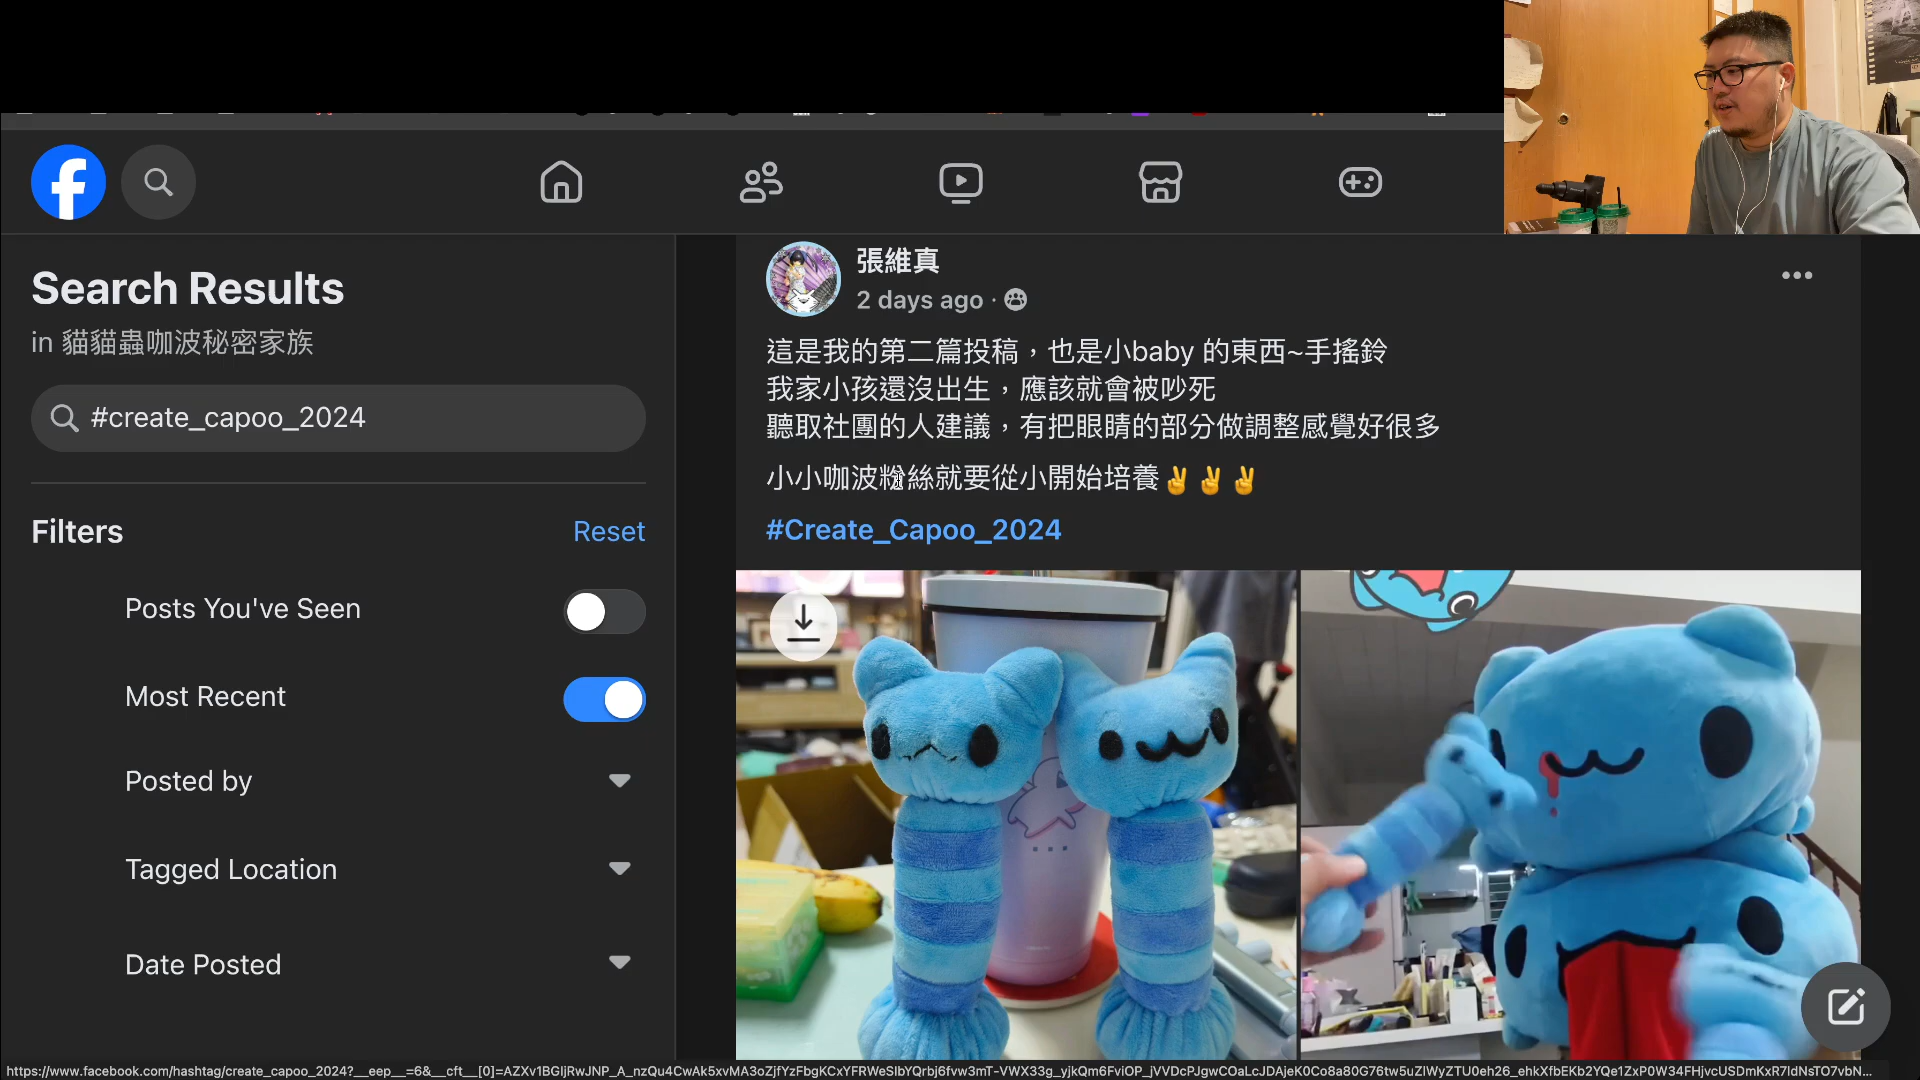 Search Results
in 貓貓蟲咖波秘密家族
#create_capoo_2024
Filters
Reset
Posts You've Seen
Most Recent
Posted by
Tagged Location
Date Posted
張維真
2 days ago ·
這是我的第二篇投稿，也是小baby 的東西~手搖鈴
我家小孩還沒出生，應該就會被吵死
聽取社團的人建議，有把眼睛的部分做調整感覺好很多
小小咖波粉絲就要從小開始培養✌✌✌
#Create_Capoo_2024